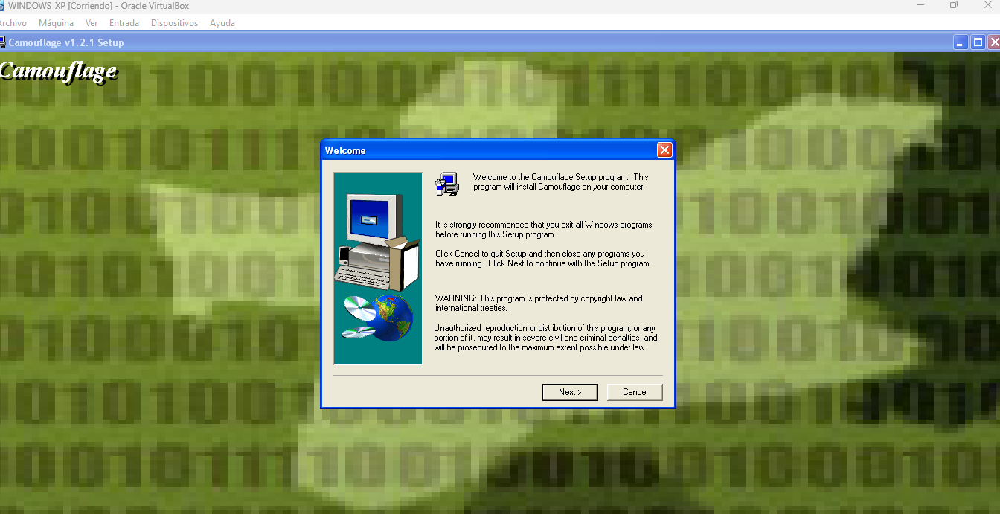 WINDOWS_XP [Corriendo] - Oracle VirtualBox
Archivo Máquina Ver Entrada Dispositivos Ayuda
Camouflage v1.2.1 Setup
Camouflage
Welcome
Welcome to the Camouflage Setup program. This
program will install Camouflage on your computer.
It is strongly recommended that you exit all Windows programs
before running this Setup program.
Click Cancel to quit Setup and then close any programs you
have running. Click Next to continue with the Setup program.
WARNING: This program is protected by copyright law and
international treaties.
Unauthorized reproduction or distribution of this program, or any
portion of it, may result in severe civil and criminal penalties, and
will be prosecuted to the maximum extent possible under law.
Next >
Cancel